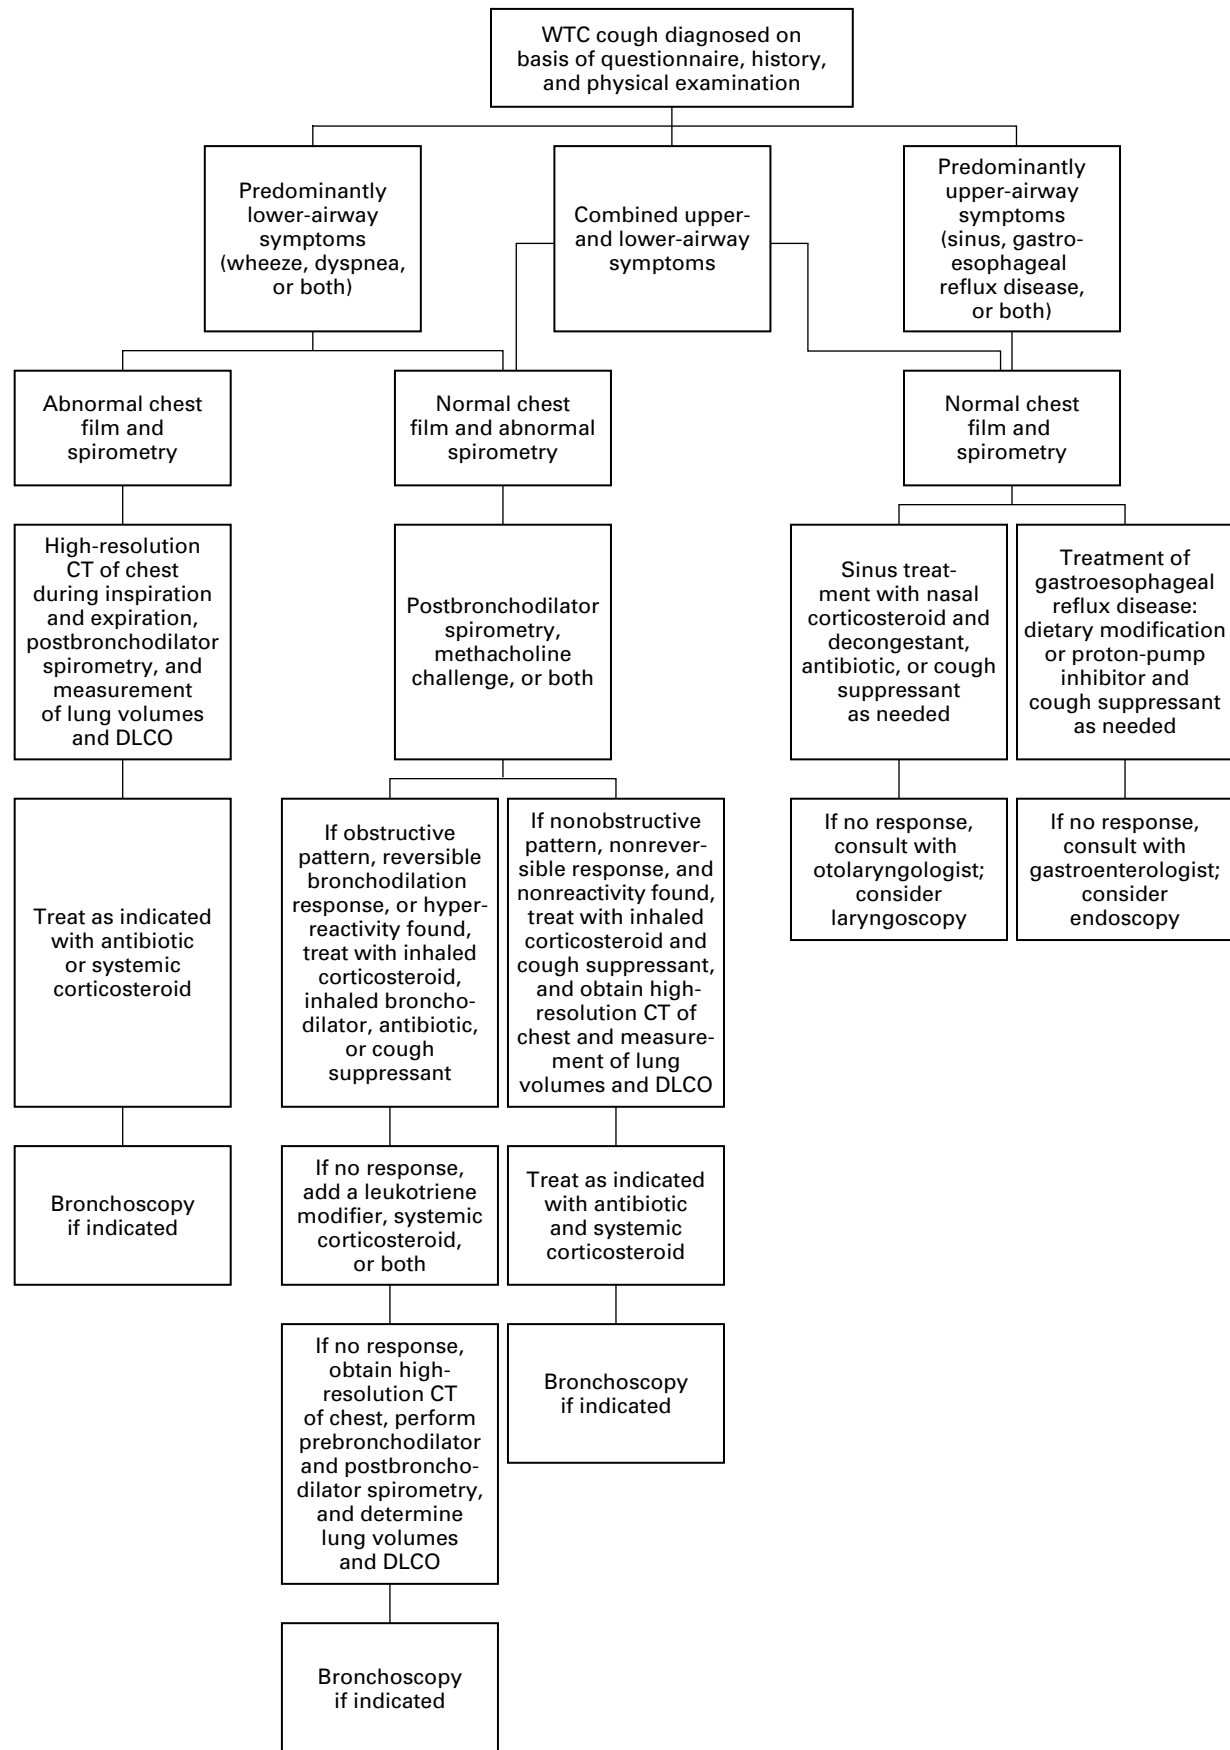 WTC cough diagnosed on
basis of questionnaire, history,
and physical examination
Predominantly
lower-airway
symptoms
(wheeze, dyspnea,
or both)
Combined upper-
and lower-airway
symptoms
Predominantly
upper-airway
symptoms
(sinus, gastro-
esophageal
reflux disease,
or both)
Abnormal chest
film and
spirometry
Normal chest
film and abnormal
spirometry
Normal chest
film and
spirometry
High-resolution
CT of chest
during inspiration
and expiration,
postbronchodilator
spirometry, and
measurement
of lung volumes
and DLCO
Postbronchodilator
spirometry,
methacholine
challenge, or both
Sinus treat-
ment with nasal
corticosteroid and
decongestant,
antibiotic, or cough
suppressant
as needed
Treatment of
gastroesophageal
reflux disease:
dietary modification
or proton-pump
inhibitor and
cough suppressant
as needed
Treat as indicated
with antibiotic
or systemic
corticosteroid
If obstructive
pattern, reversible
bronchodilation
response, or hyper-
reactivity found,
treat with inhaled
corticosteroid,
inhaled broncho-
dilator, antibiotic,
or cough
suppressant
If nonobstructive
pattern, nonrever-
sible response, and
nonreactivity found,
treat with inhaled
corticosteroid and
cough suppressant,
and obtain high-
resolution CT of
chest and measure-
ment of lung
volumes and DLCO
If no response,
consult with
otolaryngologist;
consider
laryngoscopy
If no response,
consult with
gastroenterologist;
consider
endoscopy
Bronchoscopy
if indicated
If no response,
add a leukotriene
modifier, systemic
corticosteroid,
or both
Treat as indicated
with antibiotic
and systemic
corticosteroid
If no response,
obtain high-
resolution CT
of chest, perform
prebronchodilator
and postbroncho-
dilator spirometry,
and determine
lung volumes
and DLCO
Bronchoscopy
if indicated
Bronchoscopy
if indicated